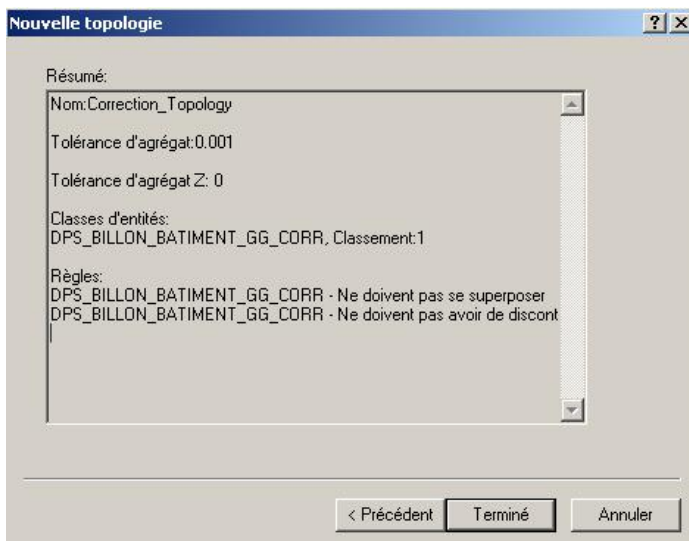 Nouvelle topologie
Résumé:
Nom:Correction_Topology
Tolérance d'agrégat:0.001
Tolérance d'agrégat Z: 0
Classes d'entités:
DPS_BILLON_BATIMENT_GG_CORR, Classement:1
Règles:
DPS_BILLON_BATIMENT_GG_CORR - Ne doivent pas se superposer
DPS_BILLON_BATIMENT_GG_CORR - Ne doivent pas avoir de discont
< Précédent Terminé Annuler